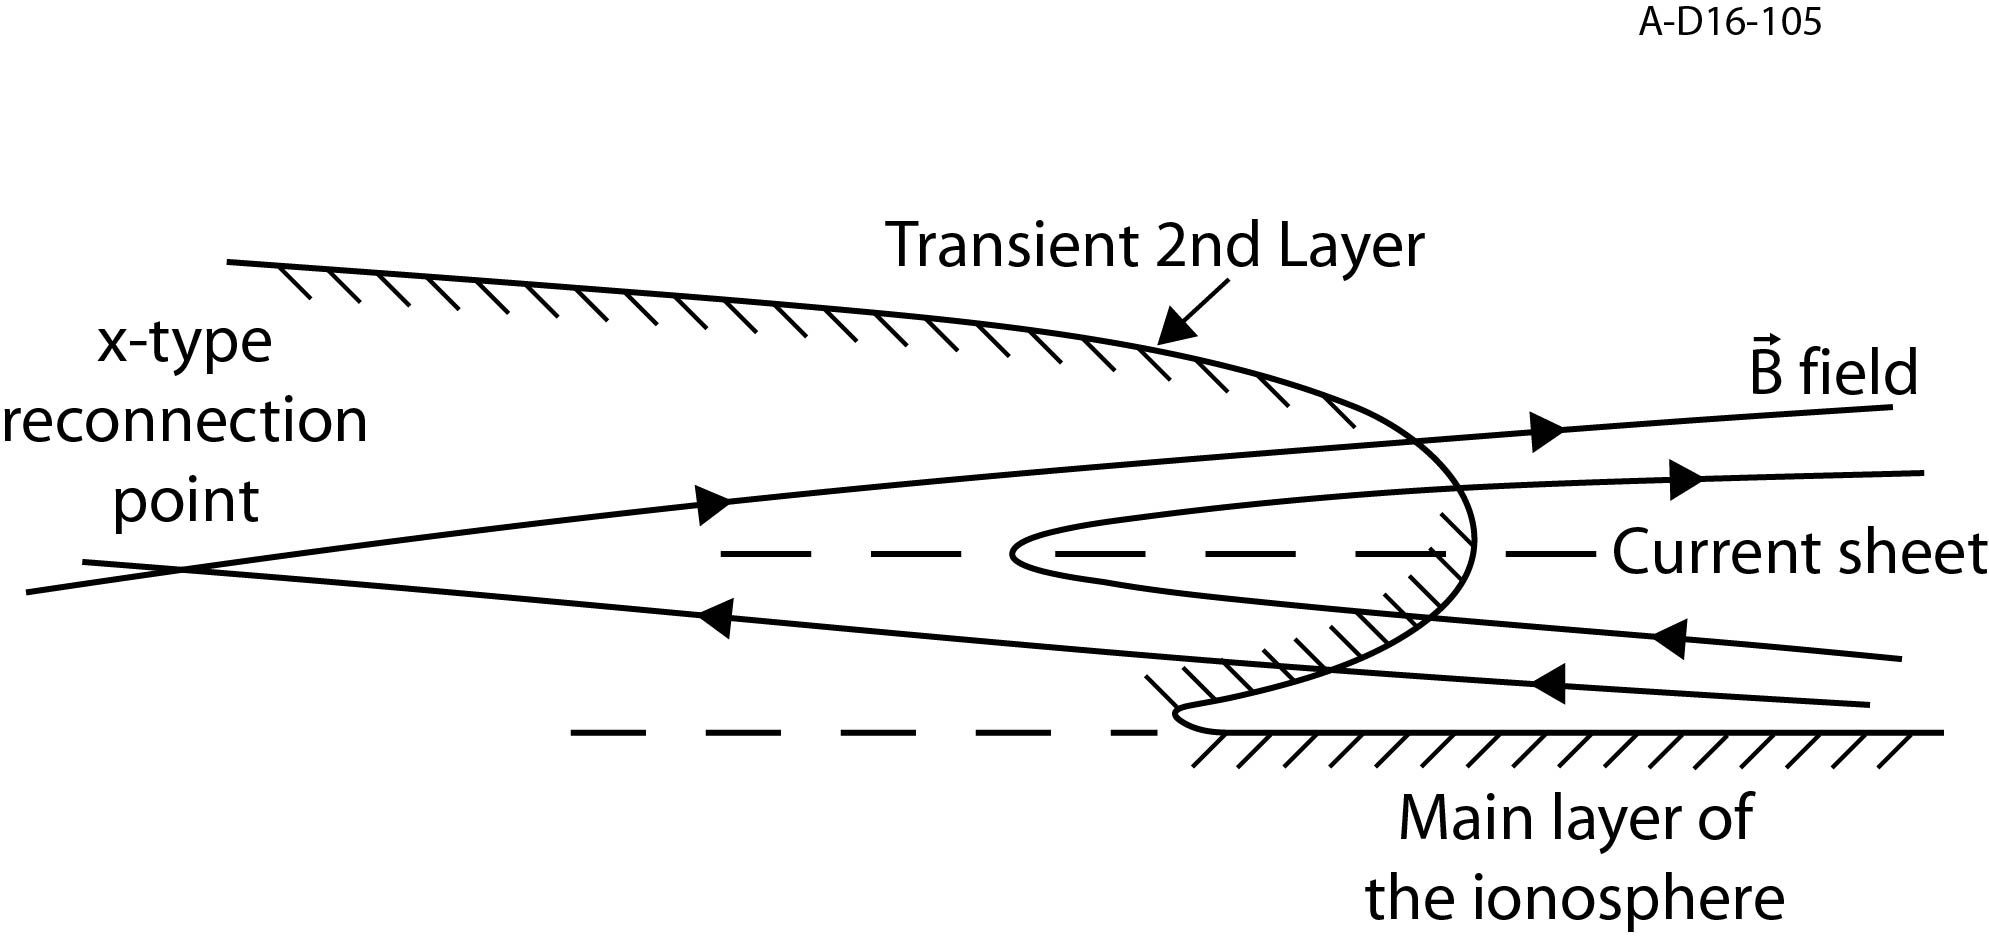 A-D16-105
Transient 2nd Layer
x-type
reconnection
point
B⃗ field
Current sheet
Main layer of
the ionosphere